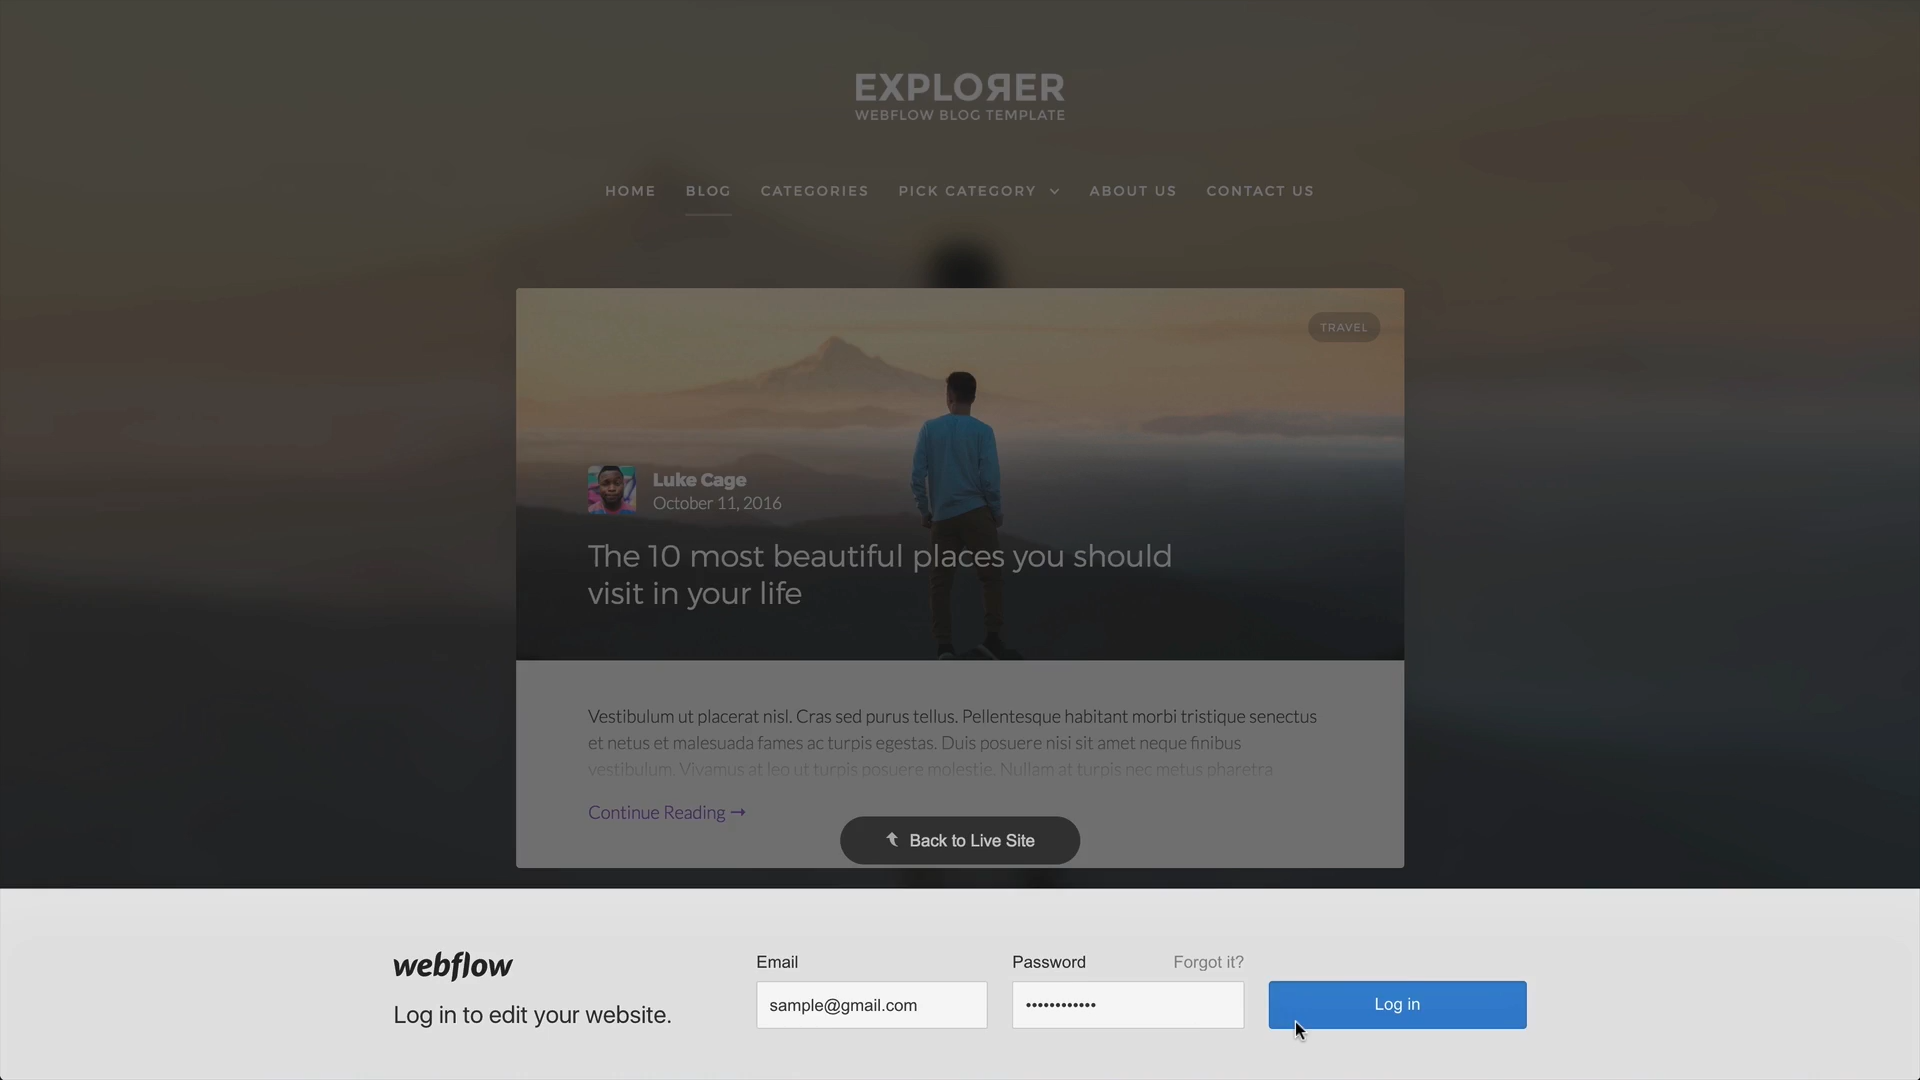 EXPLOЯER
WEBFLOW BLOG TEMPLATE
HOME BLOG CATEGORIES PICK CATEGORY ABOUT US CONTACT US
TRAVEL
Luke Cage
October 11, 2016
The 10 most beautiful places you should
visit in your life
Vestibulum ut placerat nisl. Cras sed purus tellus. Pellentesque habitant morbi tristique senectus
et netus et malesuada fames ac turpis egestas. Duis posuere nisi sit amet neque finibus
vestibulum. Vivamus at leo ut turpis posuere molestie. Nullam at turpis nec metus pharetra
Continue Reading →
Back to Live Site
webflow
Log in to edit your website.
Email
sample@gmail.com
Password Forgot it?
••••••••••••
Log in